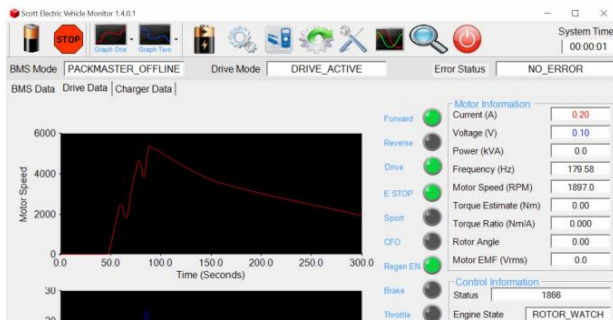 Scott Electric Vehicle Monitor 1.4.0.1
STOP
Graph One
Graph Two
System Time
00:00:01
BMS Mode PACKMASTER_OFFLINE Drive Mode DRIVE_ACTIVE Error Status NO_ERROR
BMS Data Drive Data Charger Data
Motor Information
Forward Current (A) 0.20
Reverse Voltage (V) 0.10
Power (kVA) 0.0
Drive Frequency (Hz) 179.58
E STOP Motor Speed (RPM) 1897.0
Torque Estimate (Nm) 0.00
Sport Torque Ratio (Nm/A) 0.000
CFO Rotor Angle 0.00
Regen EN Motor EMF (Vrms) 0.0
Motor Speed
6000
4000
2000
0
0.0 50.0 100.0 150.0 200.0 250.0 300.0
Time (Seconds)
Control Information
Brake Status 1866
Throttle Engine State ROTOR_WATCH
30
20